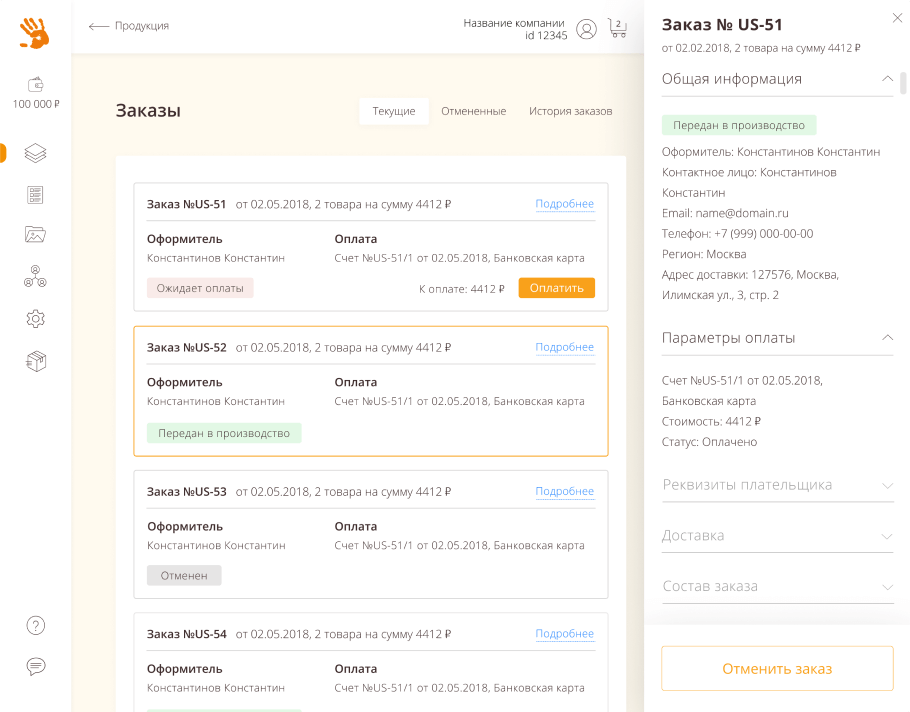 100 000 ₽
Продукция
Название компании
id 12345
2
Заказы
Текущие
Отмененные
История заказов
Заказ №US-51 от 02.05.2018, 2 товара на сумму 4412 ₽ Подробнее
Оформитель Оплата
Константинов Константин Счет №US-51/1 от 02.05.2018, Банковская карта
Ожидает оплаты К оплате: 4412 ₽ Оплатить
Заказ №US-52 от 02.05.2018, 2 товара на сумму 4412 ₽ Подробнее
Оформитель Оплата
Константинов Константин Счет №US-51/1 от 02.05.2018, Банковская карта
Передан в производство
Заказ №US-53 от 02.05.2018, 2 товара на сумму 4412 ₽ Подробнее
Оформитель Оплата
Константинов Константин Счет №US-51/1 от 02.05.2018, Банковская карта
Отменен
Заказ №US-54 от 02.05.2018, 2 товара на сумму 4412 ₽ Подробнее
Оформитель Оплата
Константинов Константин Счет №US-51/1 от 02.05.2018, Банковская карта
?
Заказ № US-51
от 02.02.2018, 2 товара на сумму 4412 ₽
Общая информация
Передан в производство
Оформитель: Константинов Константин
Контактное лицо: Константинов
Константин
Email: name@domain.ru
Телефон: +7 (999) 000-00-00
Регион: Москва
Адрес доставки: 127576, Москва,
Илимская ул., 3, стр. 2
Параметры оплаты
Счет №US-51/1 от 02.05.2018,
Банковская карта
Стоимость: 4412 ₽
Статус: Оплачено
Реквизиты плательщика
Доставка
Состав заказа
Отменить заказ